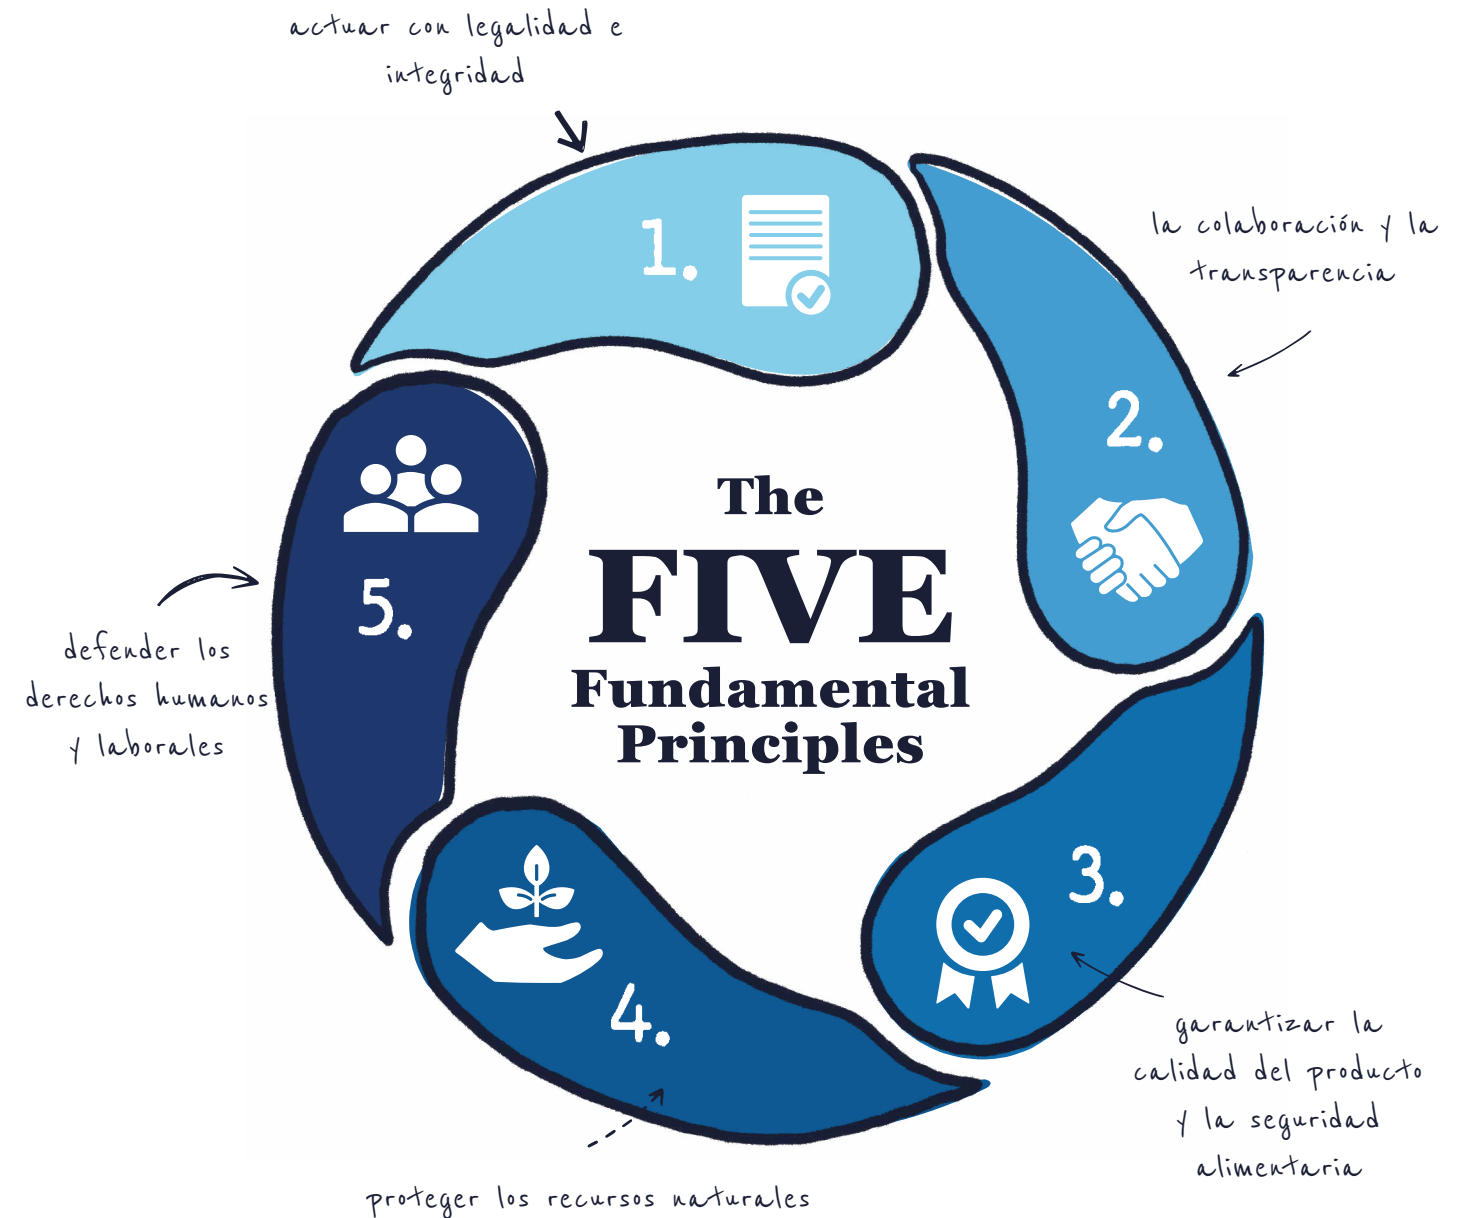 actuar con legalidad e
integridad
1.
la colaboración y la
transparencia
2.
The
FIVE
Fundamental
Principles
5.
defender los
derechos humanos
y laborales
3.
4.
garantizar la
calidad del producto
y la seguridad
alimentaria
proteger los recursos naturales